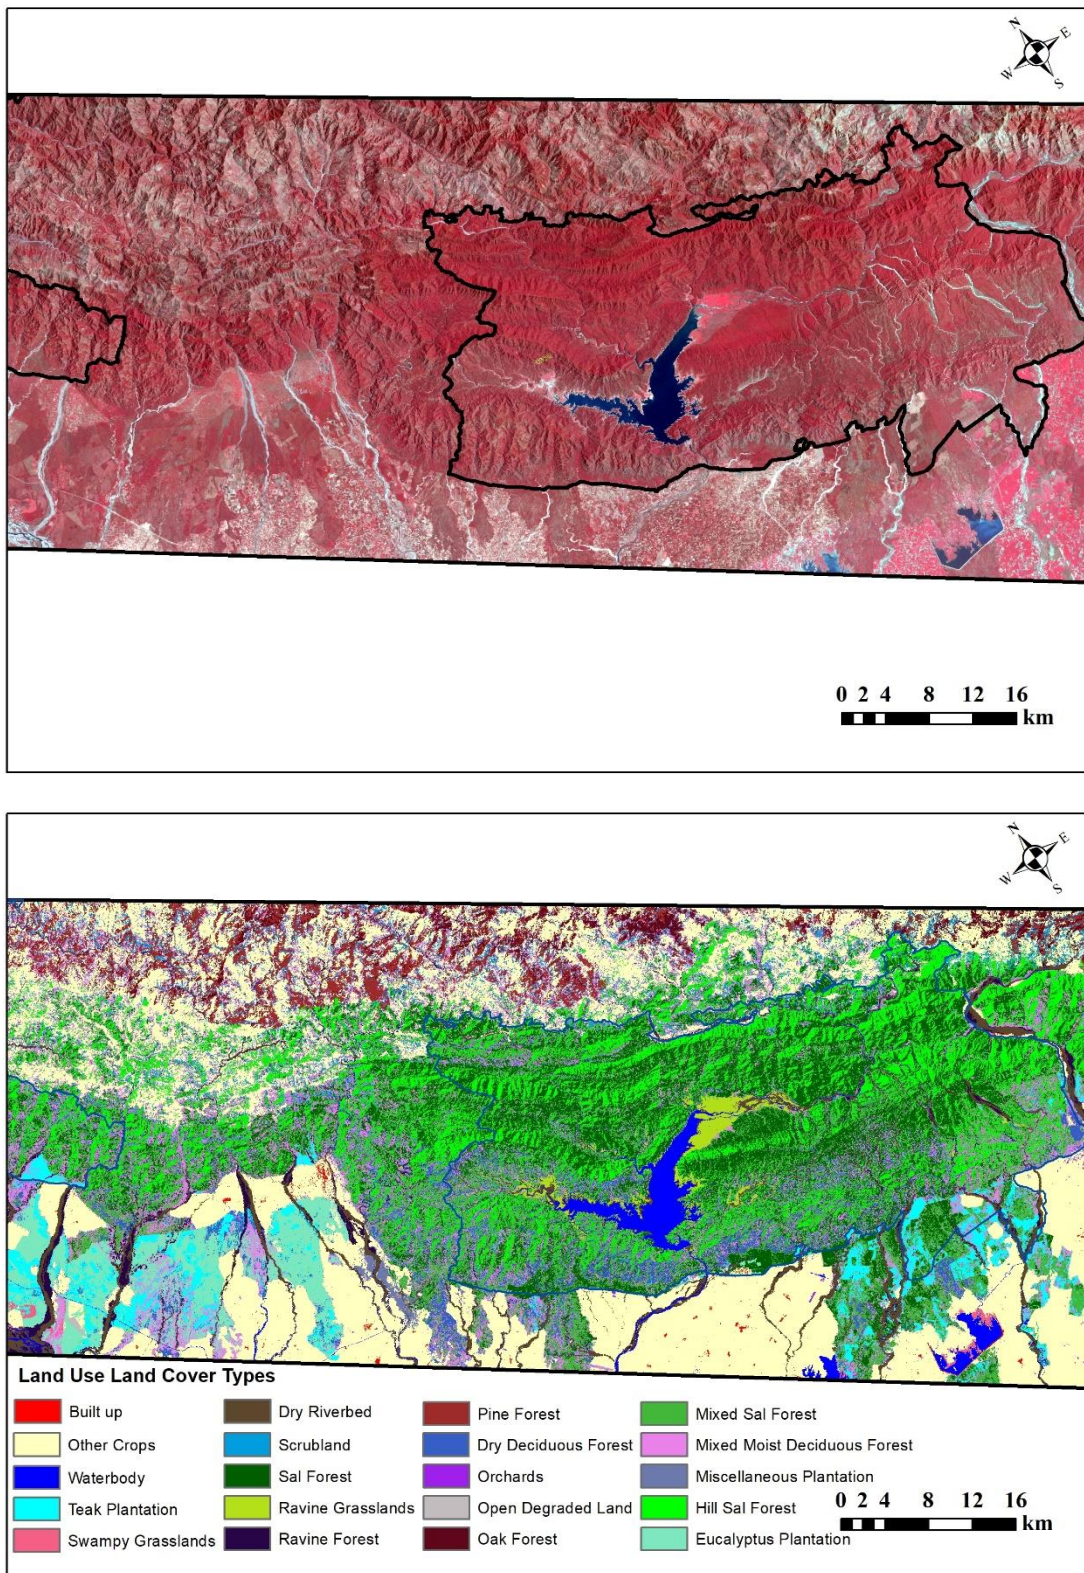 N
E
W
S
0 2 4 8 12 16
km
N
E
W
S
Land Use Land Cover Types
Built up
Dry Riverbed
Pine Forest
Mixed Sal Forest
Other Crops
Scrubland
Dry Deciduous Forest
Mixed Moist Deciduous Forest
Waterbody
Sal Forest
Orchards
Miscellaneous Plantation
Teak Plantation
Ravine Grasslands
Open Degraded Land
Hill Sal Forest
Swampy Grasslands
Ravine Forest
Oak Forest
Eucalyptus Plantation
0 2 4 8 12 16
km